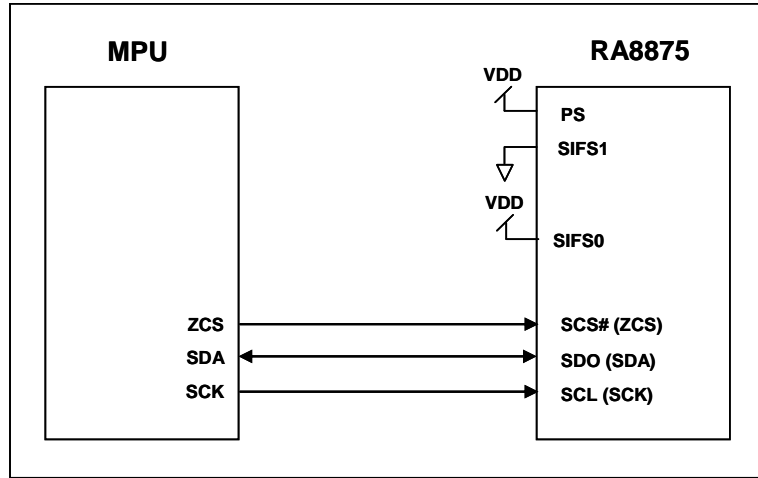 MPU
RA8875
VDD
PS
SIFS1
VDD
SIFS0
ZCS
SCS# (ZCS)
SDA
SDO (SDA)
SCK
SCL (SCK)